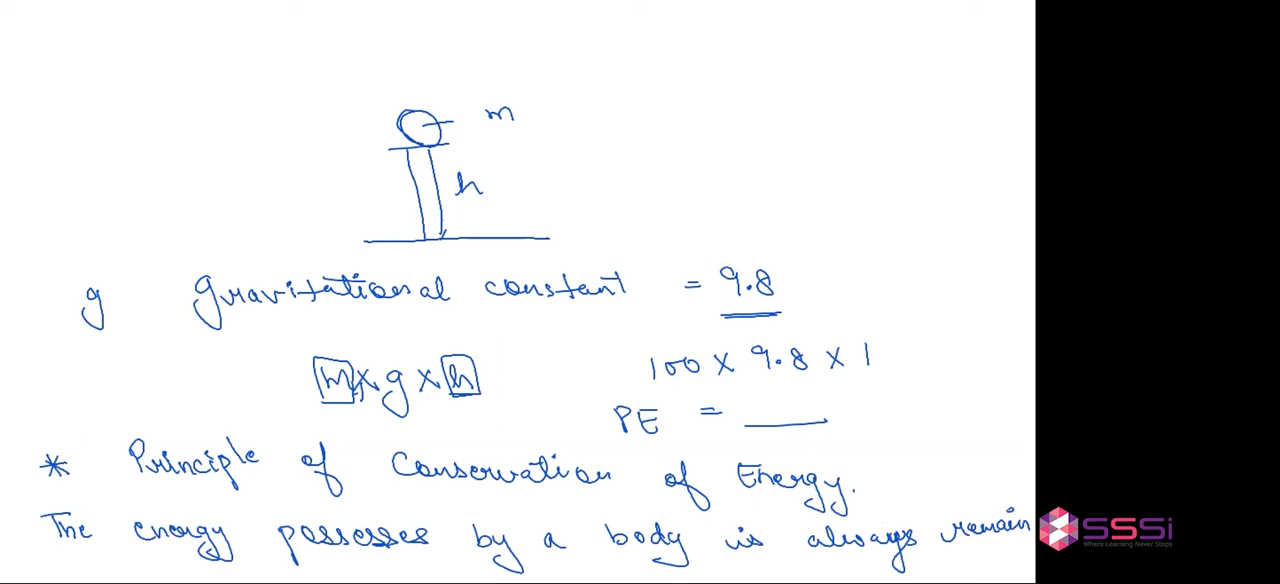 m
h
g gravitational constant = 9.8
m x g x h 100 x 9.8 x 1
PE = ____
* Principle of Conservation of Energy.
The energy possesses by a body is always remain
SSSi
Where Learning Never Stops